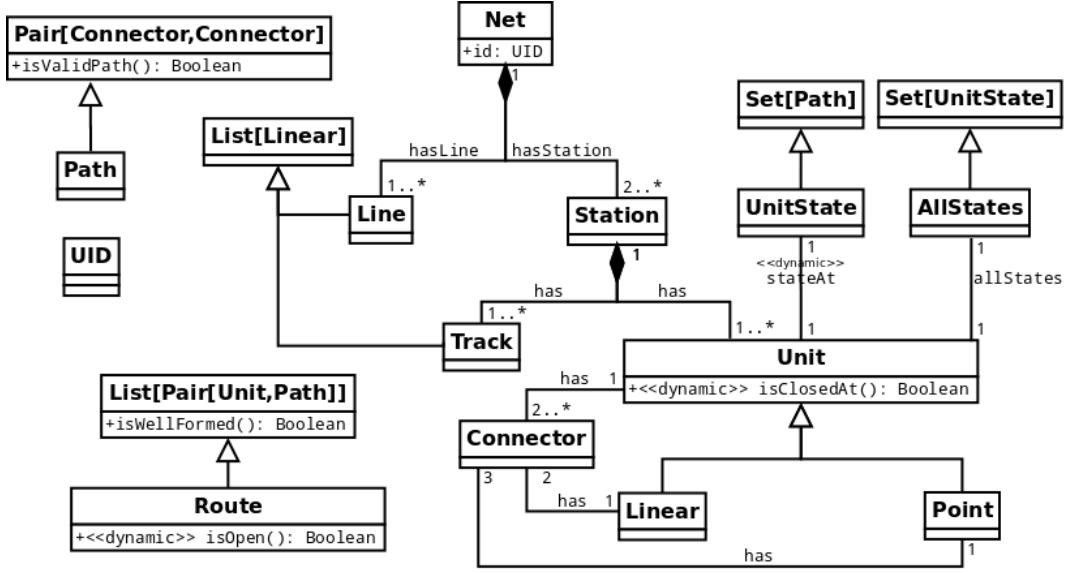 Net
+id: UID
1
Pair[Connector,Connector]
+isValidPath(): Boolean
Path
UID
List[Linear]
hasLine
hasStation
1..*
2..*
Line
Station
1
Set[Path]
Set[UnitState]
UnitState
AllStates
1
<<dynamic>>
stateAt
1
1
allStates
1
has
has
1..*
1..*
Track
Unit
+<<dynamic>> isClosedAt(): Boolean
List[Pair[Unit,Path]]
+isWellFormed(): Boolean
Route
+<<dynamic>> isOpen(): Boolean
has
1
2..*
Connector
3
2
has
1
Linear
Point
1
has